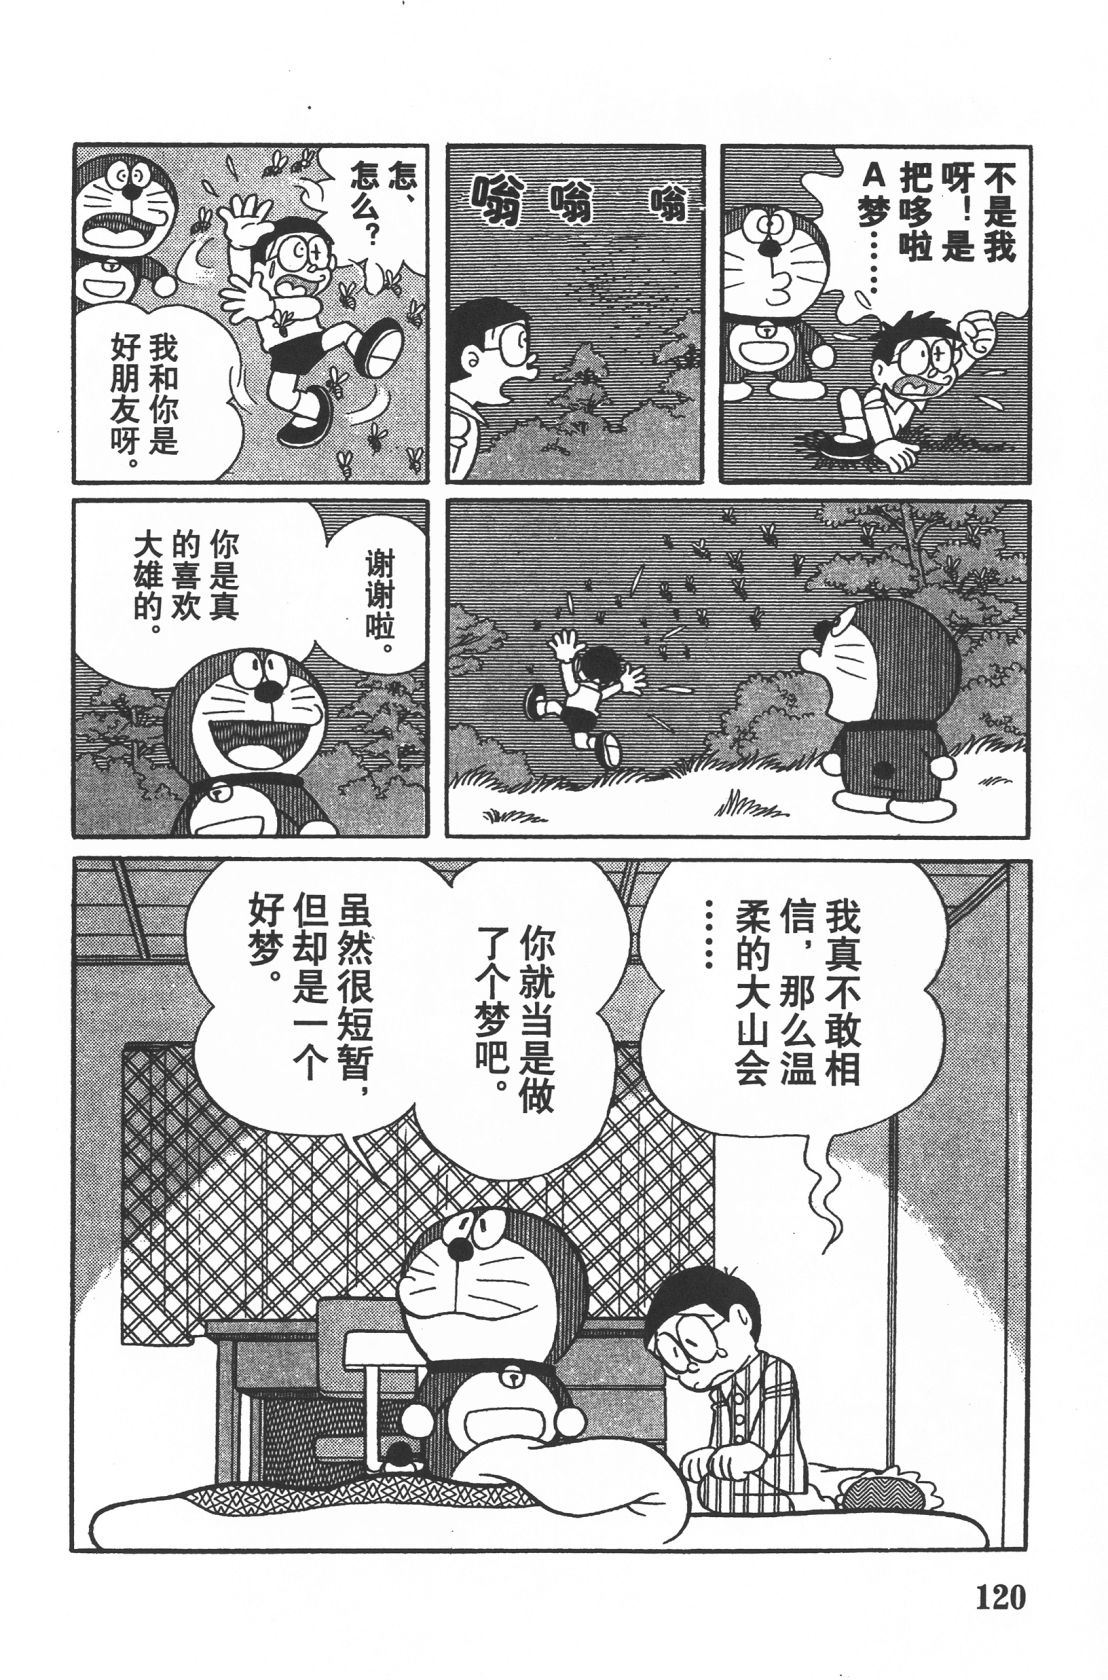 不是我
呀！是
把哆啦
A梦……
嗡 嗡 嗡
怎、
怎么？
我和你是
好朋友呀。
谢谢啦。
你是真
的喜欢
大雄的。
我真不敢相
信，那么温
柔的大山会
……
你就当是做
了个梦吧。
虽然很短暂，
但却是一个
好梦。
120